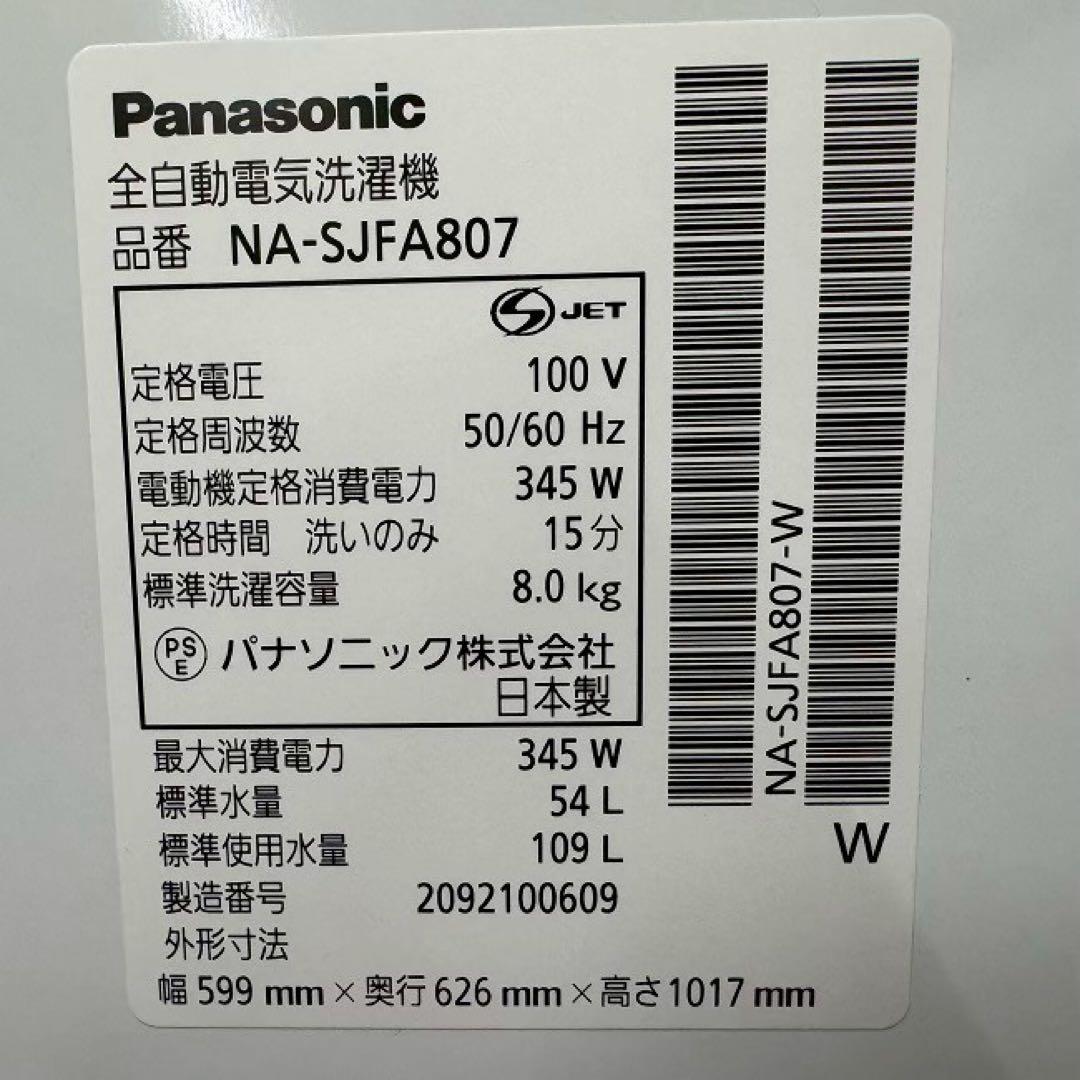 Panasonic
全自動電気洗濯機
品番 NA-SJFA807
S JET
定格電圧 100 V
定格周波数 50/60 Hz
電動機定格消費電力 345 W
定格時間 洗いのみ 15分
標準洗濯容量 8.0 kg
PSE パナソニック株式会社
日本製
最大消費電力 345 W
標準水量 54 L
標準使用水量 109 L
製造番号 2092100609
外形寸法
幅 599 mm × 奥行 626 mm × 高さ 1017 mm
NA-SJFA807-W
W